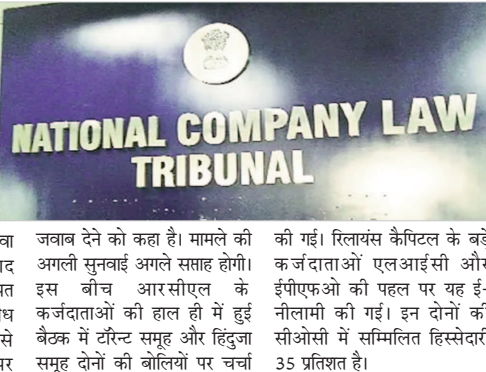 NATIONAL COMPANY LAW
TRIBUNAL
जवाब देने को कहा है। मामले की
अगली सुनवाई अगले सप्ताह होगी।
इस बीच आरसीएल के
कर्जदाताओं की हाल ही में हुई
बैठक में टॉरेन्ट समूह और हिंदुजा
समूह दोनों की बोलियों पर चर्चा
की गई। रिलायंस कैपिटल के बड़े
कर्जदाताओं एलआईसी और
ईपीएफओ की पहल पर यह ई-
नीलामी की गई। इन दोनों की
सीओसी में सम्मिलित हिस्सेदारी
35 प्रतिशत है।